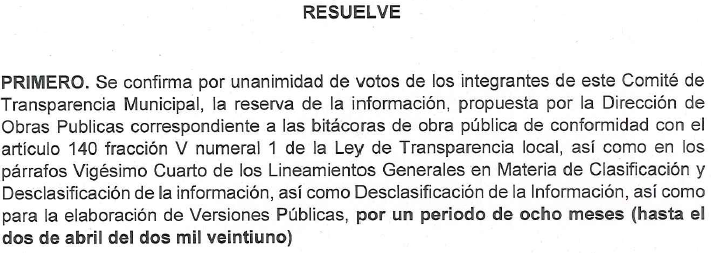 RESUELVE
PRIMERO. Se confirma por unanimidad de votos de los integrantes de este Comité de
Transparencia Municipal, la reserva de la información, propuesta por la Dirección de
Obras Publicas correspondiente a las bitácoras de obra pública de conformidad con el
artículo 140 fracción V numeral 1 de la Ley de Transparencia local, así como en los
párrafos Vigésimo Cuarto de los Lineamientos Generales en Materia de Clasificación y
Desclasificación de la información, así como Desclasificación de la Información, así como
para la elaboración de Versiones Públicas, por un periodo de ocho meses (hasta el
dos de abril del dos mil veintiuno)